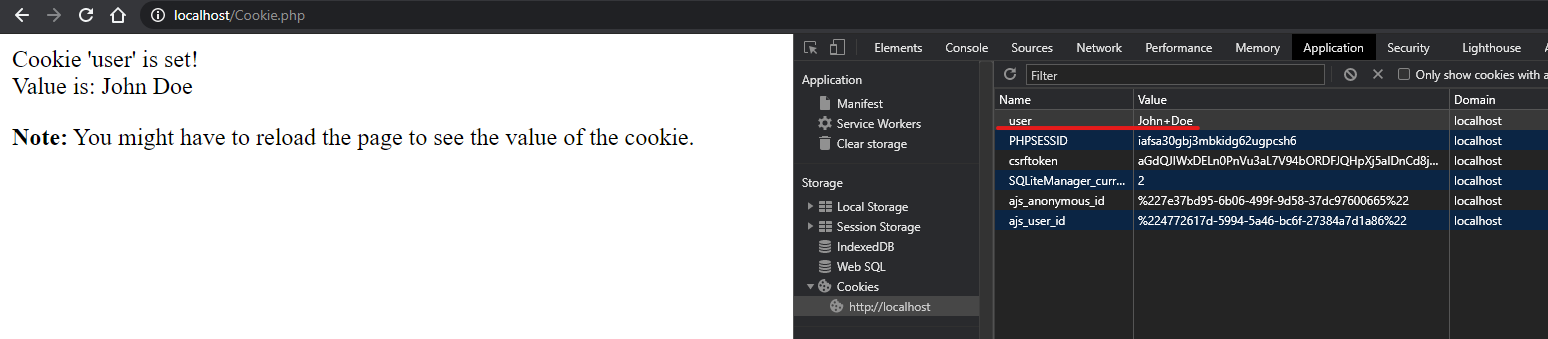 localhost/Cookie.php
Cookie 'user' is set!
Value is: John Doe
Note: You might have to reload the page to see the value of the cookie.
Elements Console Sources Network Performance Memory Application Security Lighthouse
Application
Manifest
Service Workers
Clear storage
Storage
Local Storage
Session Storage
IndexedDB
Web SQL
Cookies
http://localhost
Filter Only show cookies with a
Name Value Domain
user John+Doe localhost
PHPSESSID iafsa30gbj3mbkidg62ugpcsh6 localhost
csrftoken aGdQJIWxDELn0PnVu3aL7V94bORDFJQHpXj5aIDnCd8j... localhost
SQLiteManager_curr... 2 localhost
ajs_anonymous_id %227e37bd95-6b06-499f-9d58-37dc97600665%22 localhost
ajs_user_id %224772617d-5994-5a46-bc6f-27384a7d1a86%22 localhost